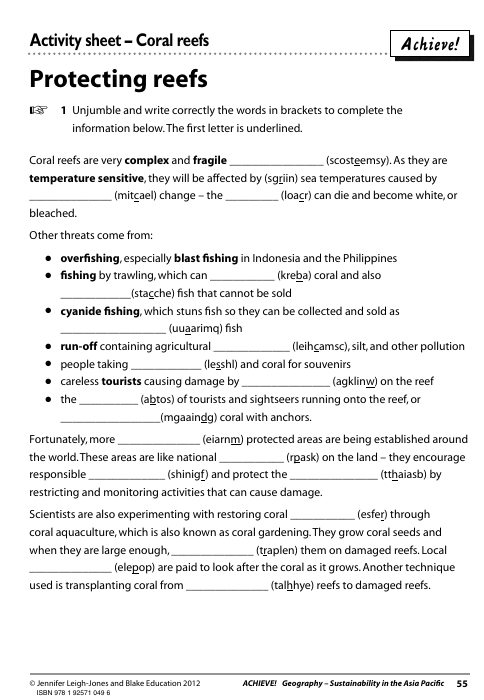 Activity sheet – Coral reefs
Achieve!
Protecting reefs
1 Unjumble and write correctly the words in brackets to complete the
information below. The first letter is underlined.
Coral reefs are very complex and fragile ________________ (scosteemsy). As they are
temperature sensitive, they will be affected by (sgriin) sea temperatures caused by
______________ (mitcael) change – the _________ (loacr) can die and become white, or
bleached.
Other threats come from:
• overfishing, especially blast fishing in Indonesia and the Philippines
• fishing by trawling, which can ___________ (kreba) coral and also
____________(stacche) fish that cannot be sold
• cyanide fishing, which stuns fish so they can be collected and sold as
__________________ (uuaarimq) fish
• run-off containing agricultural _____________ (leihcamsc), silt, and other pollution
• people taking ____________ (lesshl) and coral for souvenirs
• careless tourists causing damage by _______________ (agklinw) on the reef
• the __________ (abtos) of tourists and sightseers running onto the reef, or
_________________(mgaaindg) coral with anchors.
Fortunately, more ______________ (eiarnm) protected areas are being established around
the world. These areas are like national ___________ (rpask) on the land – they encourage
responsible _____________ (shinigf) and protect the _______________ (tthaiasb) by
restricting and monitoring activities that can cause damage.
Scientists are also experimenting with restoring coral ___________ (esfer) through
coral aquaculture, which is also known as coral gardening. They grow coral seeds and
when they are large enough, ______________ (traplen) them on damaged reefs. Local
______________ (elepop) are paid to look after the coral as it grows. Another technique
used is transplanting coral from ______________ (talhhye) reefs to damaged reefs.
© Jennifer Leigh-Jones and Blake Education 2012
ACHIEVE! Geography – Sustainability in the Asia Pacific 55
ISBN 978 1 92571 049 6